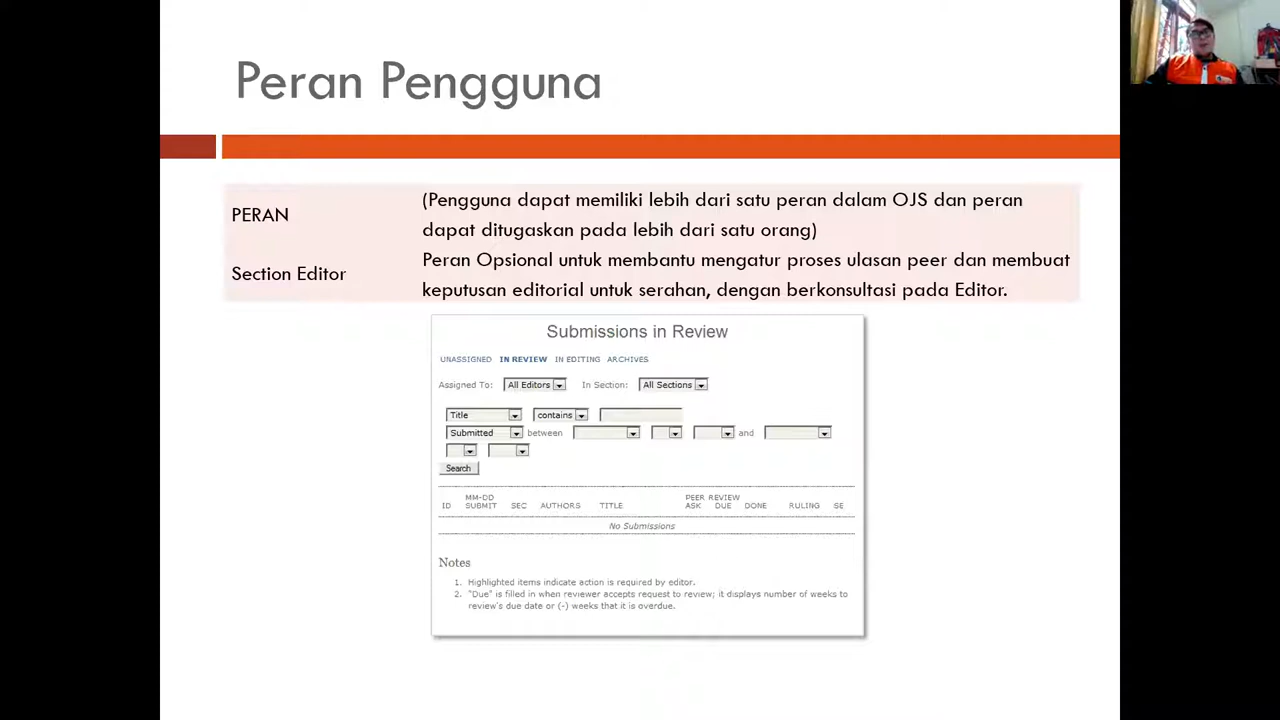 Peran Pengguna
PERAN
(Pengguna dapat memiliki lebih dari satu peran dalam OJS dan peran
dapat ditugaskan pada lebih dari satu orang)
Section Editor
Peran Opsional untuk membantu mengatur proses ulasan peer dan membuat
keputusan editorial untuk serahan, dengan berkonsultasi pada Editor.
Submissions in Review
UNASSIGNED IN REVIEW IN EDITING ARCHIVES
Assigned To: All Editors In Section: All Sections
Title contains
Submitted between and
Search
ID MM-DD SUBMIT SEC AUTHORS TITLE PEER REVIEW ASK DUE DONE RULING SE
No Submissions
Notes
1. Highlighted items indicate action is required by editor.
2. "Due" is filled in when reviewer accepts request to review; it displays number of weeks to
review's due date or (-) weeks that it is overdue.